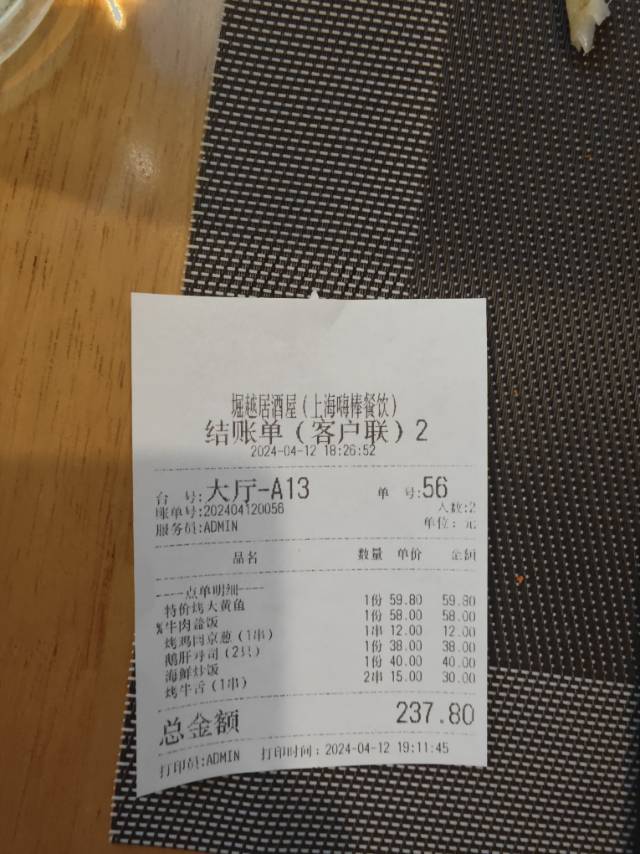 堀越居酒屋(上海嗨棒餐饮)
结账单(客户联)2
2024-04-12 18:26:52
台 号:大厅-A13 单 号:56
账单号:202404120056 人数:2
服务员:ADMIN 单位: 元
品名 数量 单价 金额
----点单明细----
特价烤大黄鱼 1份 59.80 59.80
%牛肉盖饭 1份 58.00 58.00
烤鸡肉京葱(1串) 1串 12.00 12.00
鹅肝寿司(2只) 1份 38.00 38.00
海鲜炒饭 1份 40.00 40.00
烤牛舌(1串) 2串 15.00 30.00
总金额 237.80
打印员:ADMIN 打印时间:2024-04-12 19:11:45